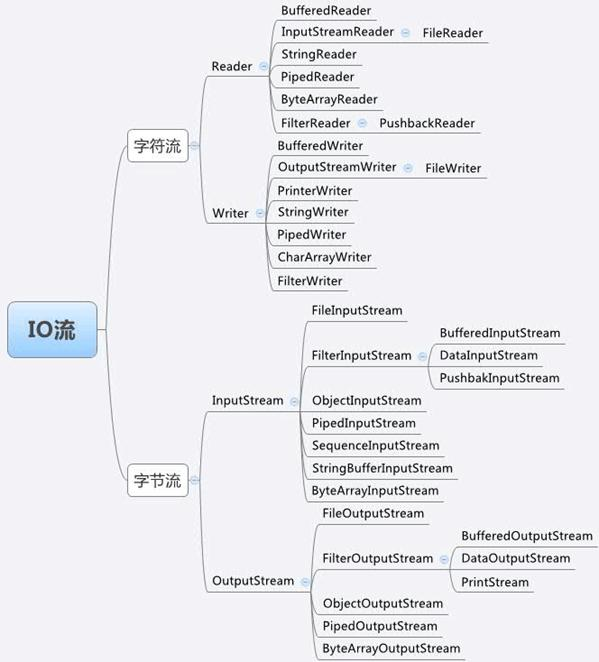 IO流
字符流
Reader
BufferedReader
InputStreamReader
FileReader
StringReader
PipedReader
ByteArrayReader
FilterReader
PushbackReader
Writer
BufferedWriter
OutputStreamWriter
FileWriter
PrinterWriter
StringWriter
PipedWriter
CharArrayWriter
FilterWriter
字节流
InputStream
FileInputStream
FilterInputStream
BufferedInputStream
DataInputStream
PushbakInputStream
ObjectInputStream
PipedInputStream
SequenceInputStream
StringBufferInputStream
ByteArrayInputStream
OutputStream
FileOutputStream
FilterOutputStream
BufferedOutputStream
DataOutputStream
PrintStream
ObjectOutputStream
PipedOutputStream
ByteArrayOutputStream